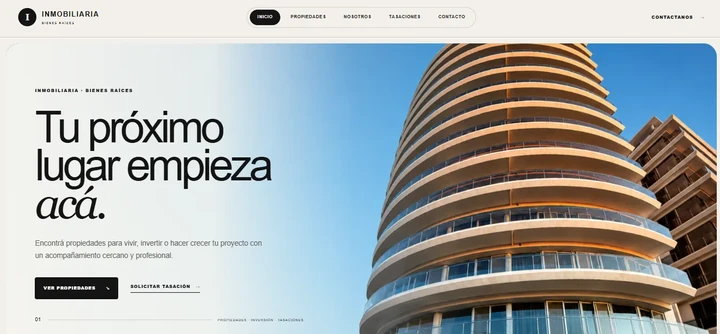 I
INMOBILIARIA
BIENES RAÍCES
INICIO
PROPIEDADES
NOSOTROS
TASACIONES
CONTACTO
CONTACTANOS →
INMOBILIARIA · BIENES RAÍCES
Tu próximo
lugar empieza
acá.
Encontrá propiedades para vivir, invertir o hacer crecer tu proyecto con
un acompañamiento cercano y profesional.
VER PROPIEDADES ↘
SOLICITAR TASACIÓN →
01
PROPIEDADES · INVERSIÓN · TASACIONES